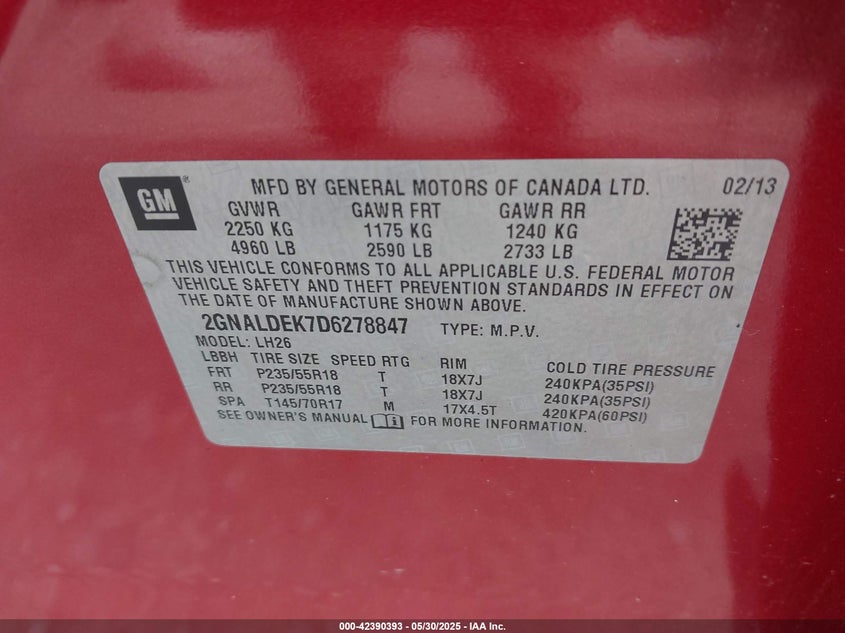 GM
MFD BY GENERAL MOTORS OF CANADA LTD. 02/13
GVWR GAWR FRT GAWR RR
2250 KG 1175 KG 1240 KG
4960 LB 2590 LB 2733 LB
THIS VEHICLE CONFORMS TO ALL APPLICABLE U.S. FEDERAL MOTOR
VEHICLE SAFETY AND THEFT PREVENTION STANDARDS IN EFFECT ON
THE DATE OF MANUFACTURE SHOWN ABOVE.
2GNALDEK7D6278847 TYPE: M.P.V.
MODEL: LH26
LBBH TIRE SIZE SPEED RTG RIM COLD TIRE PRESSURE
FRT P235/55R18 T 18X7J 240KPA(35PSI)
RR P235/55R18 T 18X7J 240KPA(35PSI)
SPA T145/70R17 M 17X4.5T 420KPA(60PSI)
SEE OWNER'S MANUAL FOR MORE INFORMATION.
000-42390393 - 05/30/2025 - IAA Inc.